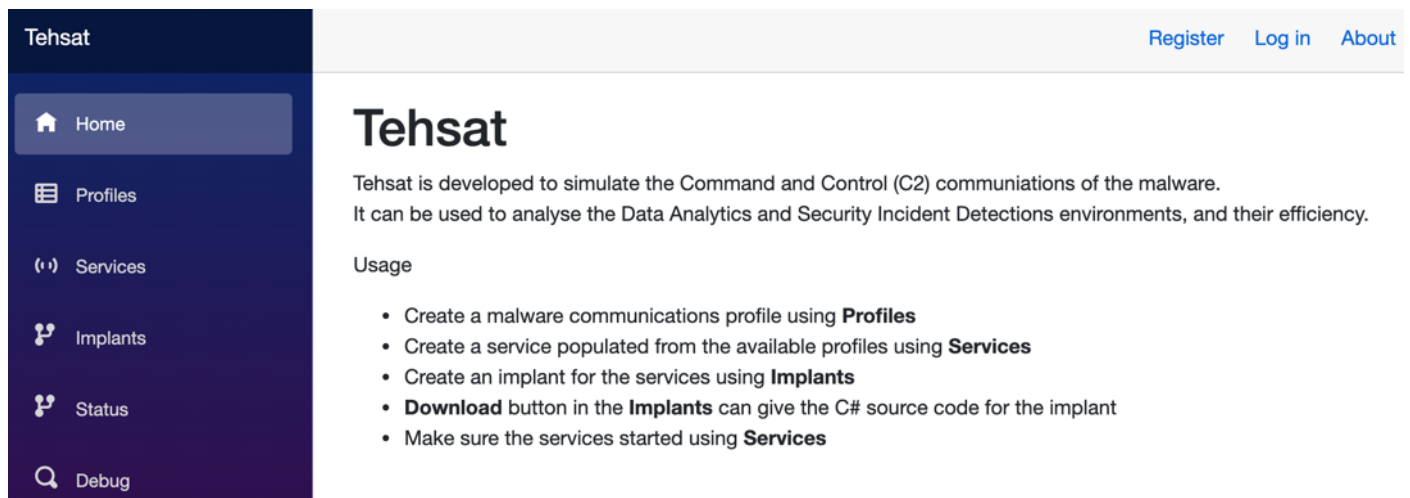 Tehsat
Register Log in About
Home
Profiles
Services
Implants
Status
Debug
Tehsat
Tehsat is developed to simulate the Command and Control (C2) communiations of the malware.
It can be used to analyse the Data Analytics and Security Incident Detections environments, and their efficiency.
Usage
• Create a malware communications profile using Profiles
• Create a service populated from the available profiles using Services
• Create an implant for the services using Implants
• Download button in the Implants can give the C# source code for the implant
• Make sure the services started using Services